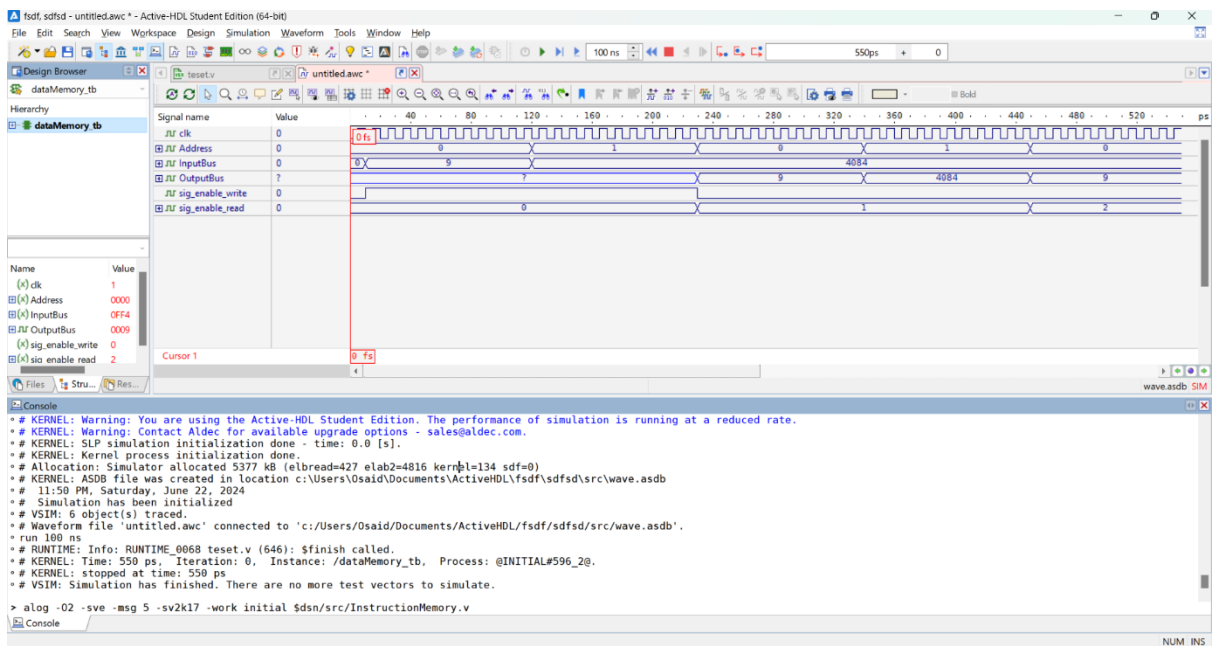 fsdf, sdfsd - untitled.awc * - Active-HDL Student Edition (64-bit)
File Edit Search View Workspace Design Simulation Waveform Tools Window Help
100 ns 550ps + 0
Design Browser
teset.v
untitled.awc *
dataMemory_tb
Bold
Hierarchy
dataMemory_tb
Signal name Value 40 80 120 160 200 240 280 320 360 400 440 480 520 ps
clk 0 0 fs
Address 0 0 1 0 1 0
InputBus 0 0 9 4084
OutputBus ? ? 9 4084 9
sig_enable_write 0
sig_enable_read 0 0 1 2
Name Value
clk 1
Address 0000
InputBus 0FF4
OutputBus 0009
sig_enable_write 0
sig_enable_read 2
Cursor 1 0 fs
Files Stru... Res...
wave.asdb SIM
Console
# KERNEL: Warning: You are using the Active-HDL Student Edition. The performance of simulation is running at a reduced rate.
# KERNEL: Warning: Contact Aldec for available upgrade options - sales@aldec.com.
# KERNEL: SLP simulation initialization done - time: 0.0 [s].
# KERNEL: Kernel process initialization done.
# Allocation: Simulator allocated 5377 kB (elbread=427 elab2=4816 kernel=134 sdf=0)
# KERNEL: ASDB file was created in location c:\Users\Osaid\Documents\ActiveHDL\fsdf\sdfsd\src\wave.asdb
# 11:50 PM, Saturday, June 22, 2024
# Simulation has been initialized
# VSIM: 6 object(s) traced.
# Waveform file 'untitled.awc' connected to 'c:/Users/Osaid/Documents/ActiveHDL/fsdf/sdfsd/src/wave.asdb'.
run 100 ns
# RUNTIME: Info: RUNTIME_0068 teset.v (646): $finish called.
# KERNEL: Time: 550 ps, Iteration: 0, Instance: /dataMemory_tb, Process: @INITIAL#596_2@.
# KERNEL: stopped at time: 550 ps
# VSIM: Simulation has finished. There are no more test vectors to simulate.
> alog -O2 -sve -msg 5 -sv2k17 -work initial $dsn/src/InstructionMemory.v
Console
NUM INS